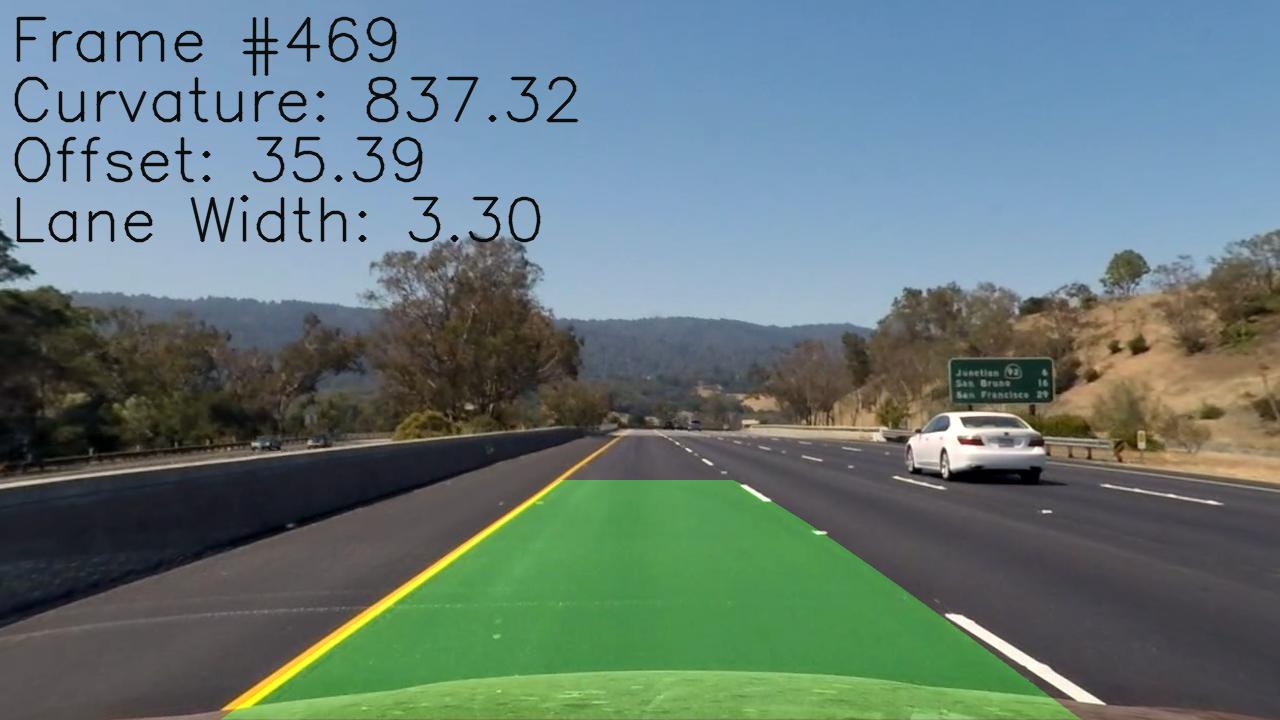 Frame #469
Curvature: 837.32
Offset: 35.39
Lane Width: 3.30
Junction 92 6
San Bruno 16
San Francisco 29